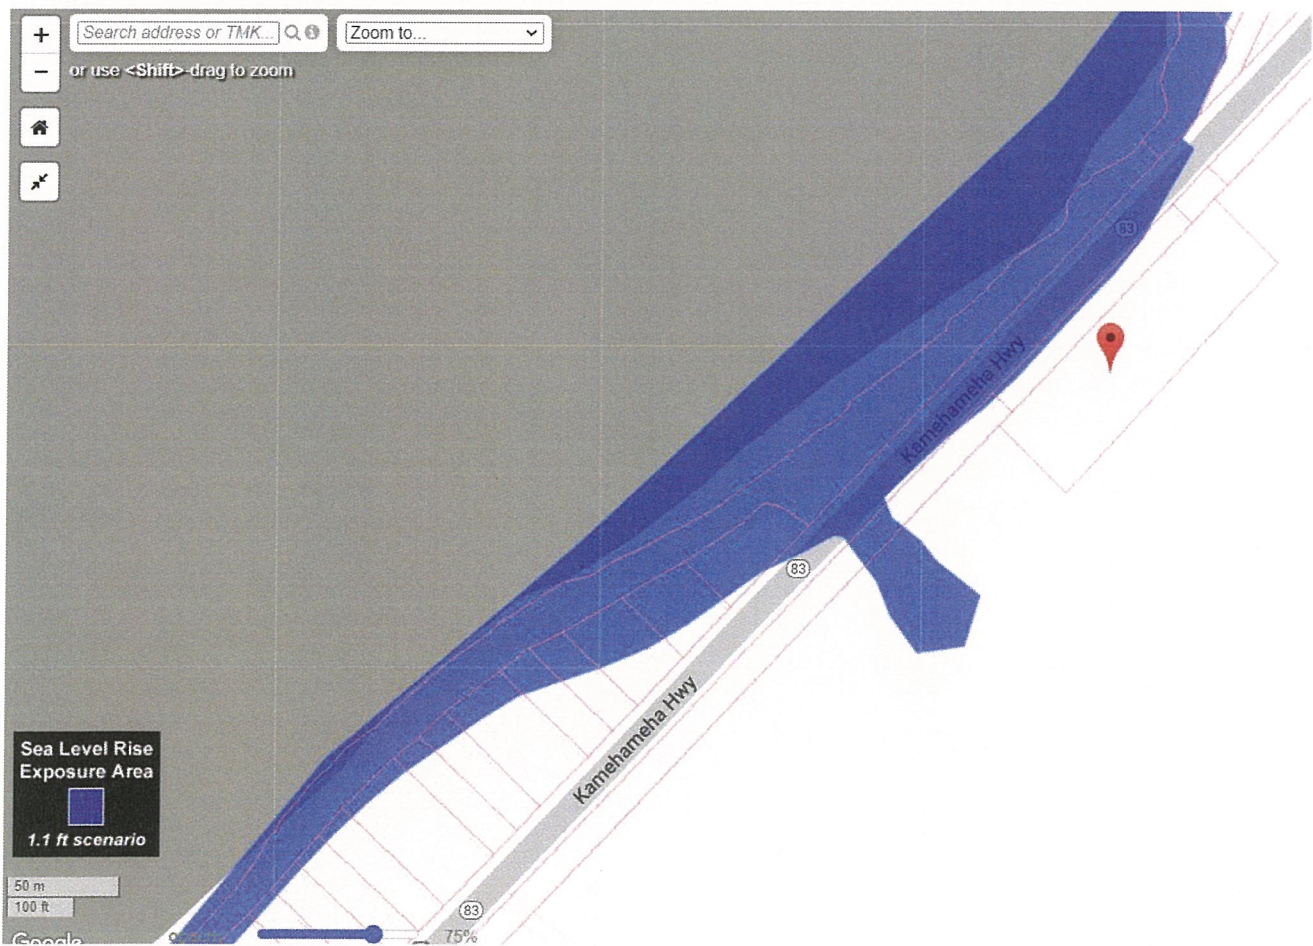 +
Search address or TMK...
Zoom to...
−
or use <Shift>-drag to zoom
83
Kamehameha Hwy
83
Kamehameha Hwy
Sea Level Rise
Exposure Area
1.1 ft scenario
50 m
100 ft
83
Google
75%